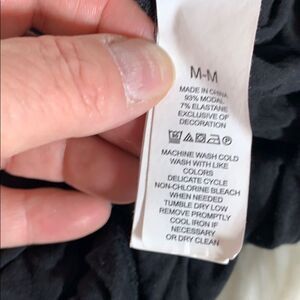 M-M
MADE IN CHINA
93% MODAL
7% ELASTANE
EXCLUSIVE OF
DECORATION
MACHINE WASH COLD
WASH WITH LIKE
COLORS
DELICATE CYCLE
NON-CHLORINE BLEACH
WHEN NEEDED
TUMBLE DRY LOW
REMOVE PROMPTLY
COOL IRON IF
NECESSARY
OR DRY CLEAN